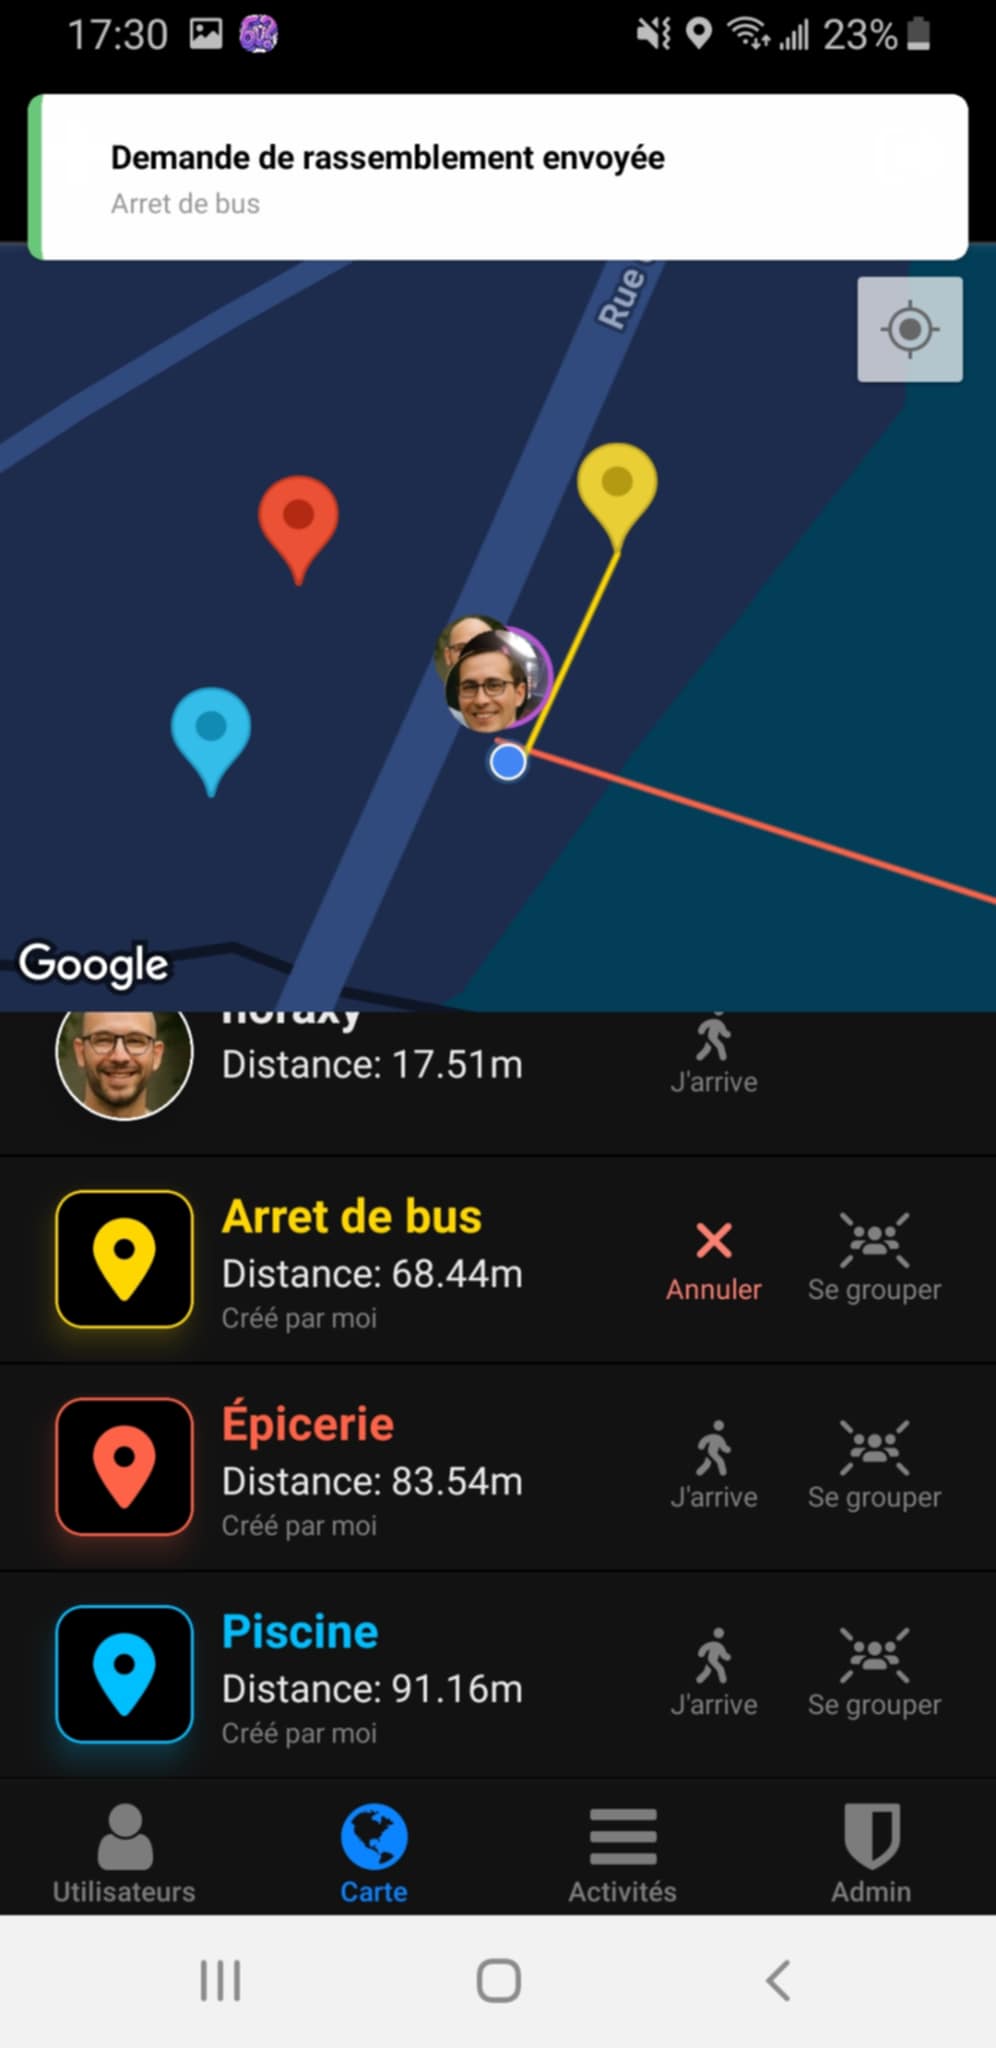 17:30
23%
Demande de rassemblement envoyée
Arret de bus
Rue
Google
Distance: 17.51m
J'arrive
Arret de bus
Distance: 68.44m
Créé par moi
Annuler
Se grouper
Épicerie
Distance: 83.54m
Créé par moi
J'arrive
Se grouper
Piscine
Distance: 91.16m
Créé par moi
J'arrive
Se grouper
Utilisateurs
Carte
Activités
Admin